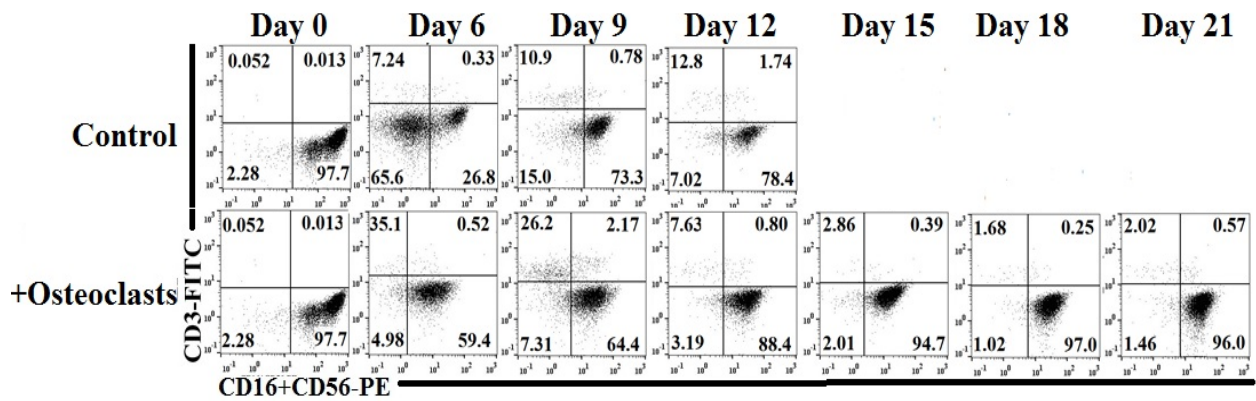 Day 0 Day 6 Day 9 Day 12 Day 15 Day 18 Day 21
Control
0.052 0.013 7.24 0.33 10.9 0.78 12.8 1.74
2.28 97.7 65.6 26.8 15.0 73.3 7.02 78.4
+Osteoclasts
CD3-FITC
0.052 0.013 35.1 0.52 26.2 2.17 7.63 0.80 2.86 0.39 1.68 0.25 2.02 0.57
2.28 97.7 4.98 59.4 7.31 64.4 3.19 88.4 2.01 94.7 1.02 97.0 1.46 96.0
CD16+CD56-PE